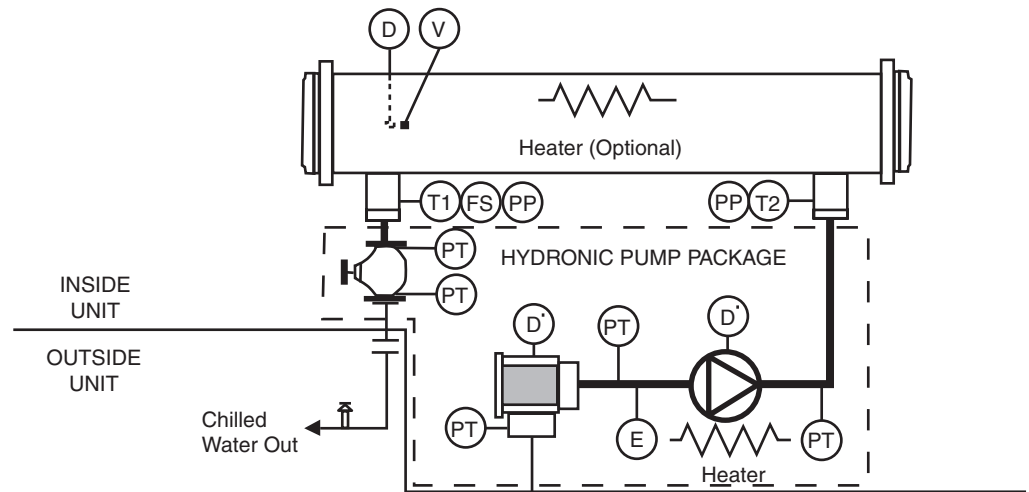 D
V
Heater (Optional)
T1
FS
PP
PP
T2
PT
HYDRONIC PUMP PACKAGE
PT
INSIDE
UNIT
D*
PT
D*
OUTSIDE
UNIT
Chilled
Water Out
PT
E
PT
Heater